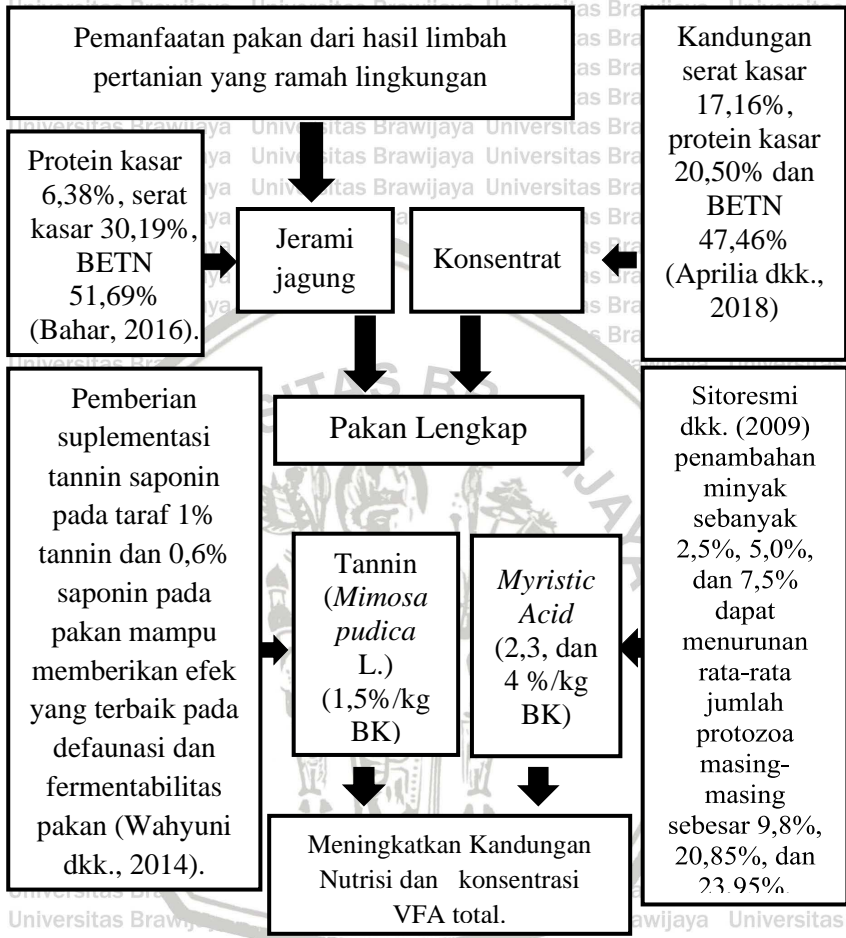 Pemanfaatan pakan dari hasil limbah
pertanian yang ramah lingkungan
Kandungan
serat kasar
17,16%,
protein kasar
20,50% dan
BETN
47,46%
(Aprilia dkk.,
2018)
Protein kasar
6,38%, serat
kasar 30,19%,
BETN
51,69%
(Bahar, 2016).
Jerami
jagung
Konsentrat
Pakan Lengkap
Pemberian
suplementasi
tannin saponin
pada taraf 1%
tannin dan 0,6%
saponin pada
pakan mampu
memberikan efek
yang terbaik pada
defaunasi dan
fermentabilitas
pakan (Wahyuni
dkk., 2014).
Tannin
(Mimosa
pudica
L.)
(1,5%/kg
BK)
Myristic
Acid
(2,3, dan
4 %/kg
BK)
Sitoresmi
dkk. (2009)
penambahan
minyak
sebanyak
2,5%, 5,0%,
dan 7,5%
dapat
menurunan
rata-rata
jumlah
protozoa
masing-
masing
sebesar 9,8%,
20,85%, dan
23,95%.
Meningkatkan Kandungan
Nutrisi dan konsentrasi
VFA total.
Universitas Brawijaya Universitas Brawijaya Universitas